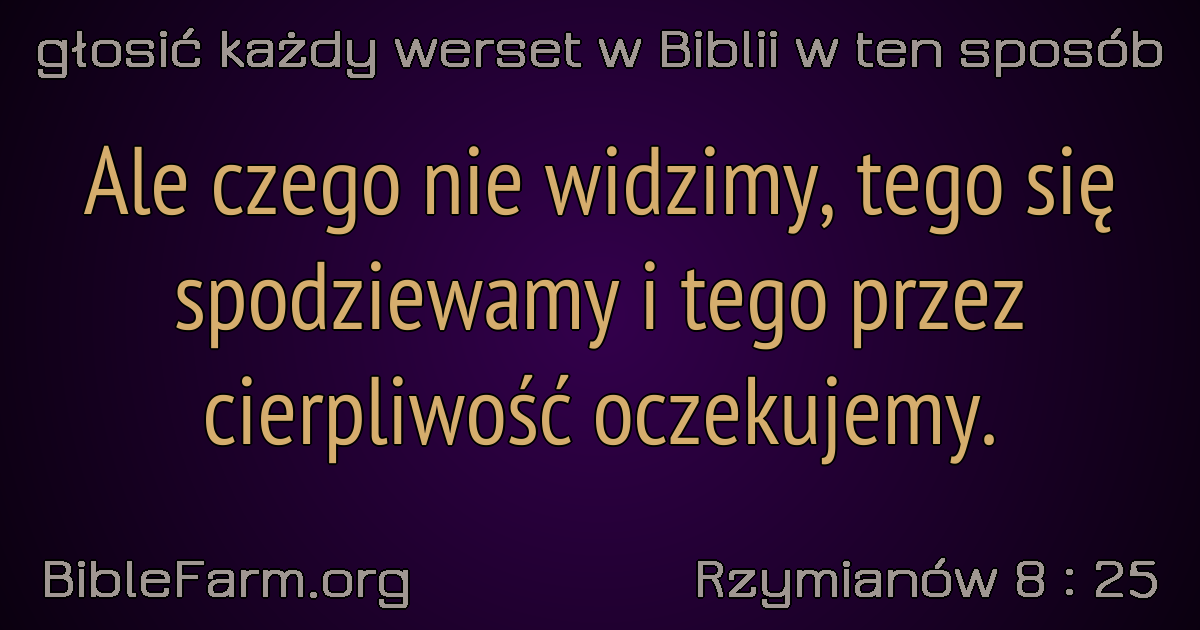 głosić każdy werset w Biblii w ten sposób
Ale czego nie widzimy, tego się
spodziewamy i tego przez
cierpliwość oczekujemy.
BibleFarm.org
Rzymianów 8 : 25